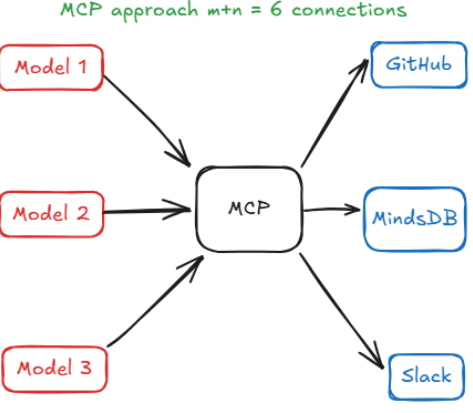 MCP approach m+n = 6 connections
Model 1
GitHub
Model 2
MCP
MindsDB
Model 3
Slack